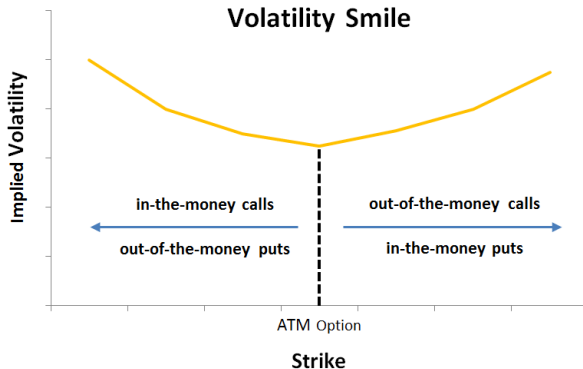 Volatility Smile
Implied Volatility
in-the-money calls
out-of-the-money puts
out-of-the-money calls
in-the-money puts
ATM Option
Strike